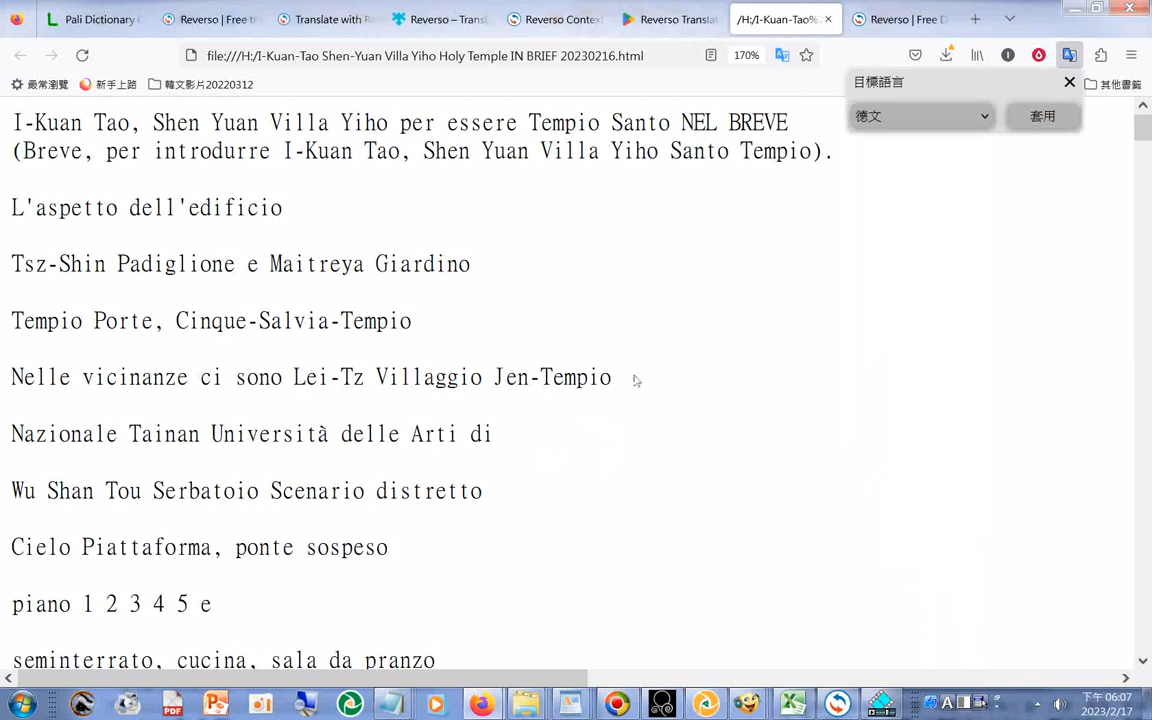 Pali Dictionary
Reverso | Free t
Translate with R
Reverso – Trans
Reverso Context
Reverso Transla
/H:/I-Kuan-Tao%
Reverso | Free D
file:///H:/I-Kuan-Tao Shen-Yuan Villa Yiho Holy Temple IN BRIEF 20230216.html
170%
最常瀏覽
新手上路
韓文影片20220312
其他書籤
目標語言
德文
套用
I-Kuan Tao, Shen Yuan Villa Yiho per essere Tempio Santo NEL BREVE
(Breve, per introdurre I-Kuan Tao, Shen Yuan Villa Yiho Santo Tempio).
L'aspetto dell'edificio
Tsz-Shin Padiglione e Maitreya Giardino
Tempio Porte, Cinque-Salvia-Tempio
Nelle vicinanze ci sono Lei-Tz Villaggio Jen-Tempio
Nazionale Tainan Università delle Arti di
Wu Shan Tou Serbatoio Scenario distretto
Cielo Piattaforma, ponte sospeso
piano 1 2 3 4 5 e
seminterrato, cucina, sala da pranzo
下午 06:07
2023/2/17